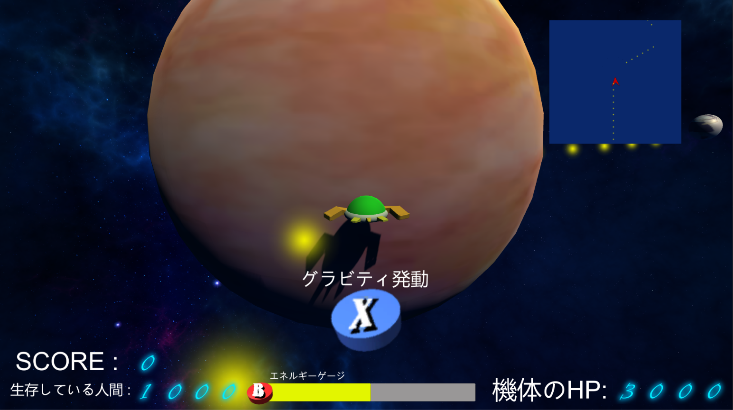 グラビティ発動
X
SCORE : 0
エネルギーゲージ
生存している人間 : 1000
B
機体のHP: 3000